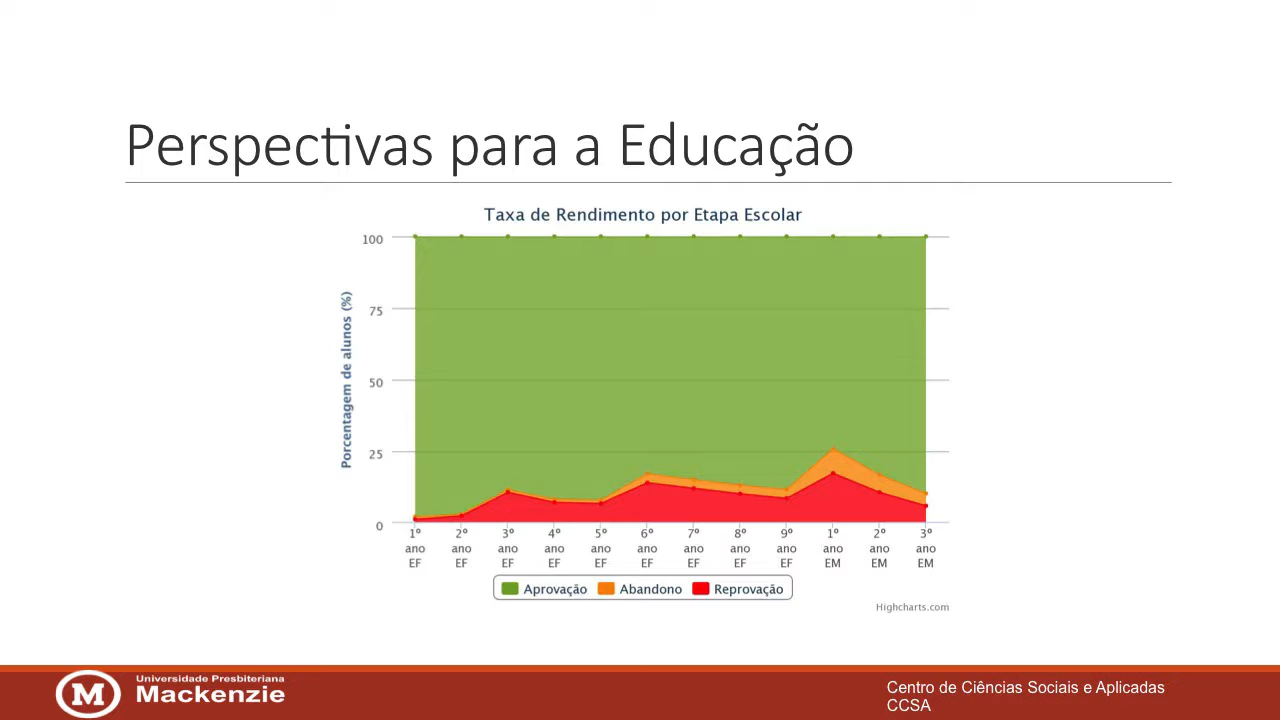 Perspectivas para a Educação
Taxa de Rendimento por Etapa Escolar
Porcentagem de alunos (%)
100
75
50
25
0
1º ano EF
2º ano EF
3º ano EF
4º ano EF
5º ano EF
6º ano EF
7º ano EF
8º ano EF
9º ano EF
1º ano EM
2º ano EM
3º ano EM
Aprovação Abandono Reprovação
Highcharts.com
M
Universidade Presbiteriana
Mackenzie
Centro de Ciências Sociais e Aplicadas
CCSA